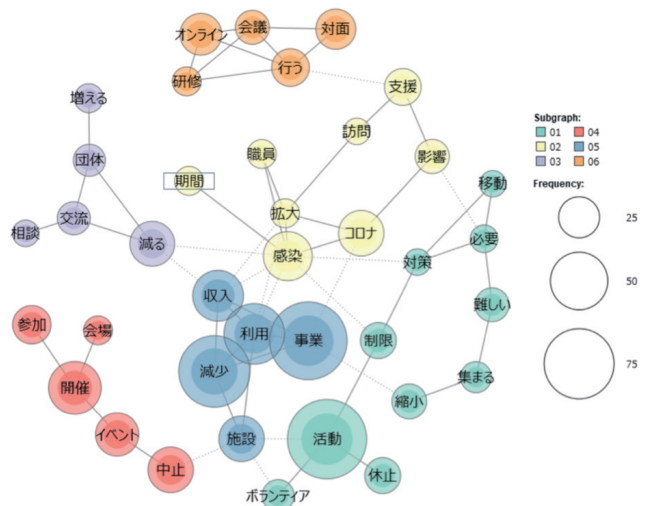 オンライン
会議
対面
研修
行う
支援
増える
訪問
職員
影響
団体
期間
移動
拡大
交流
相談
減る
コロナ
必要
感染
対策
収入
難しい
参加
会場
利用
事業
制限
減少
開催
集まる
縮小
イベント
施設
活動
中止
休止
ボランティア
Subgraph:
01 04
02 05
03 06
Frequency:
25
50
75